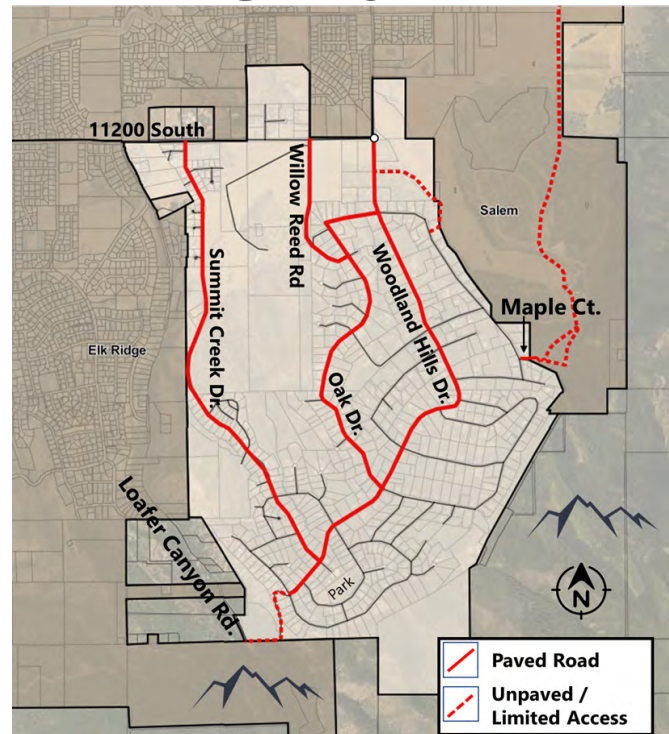 11200 South
Willow Reed Rd
Salem
Summit Creek Dr.
Woodland Hills Dr.
Maple Ct.
Elk Ridge
Oak Dr.
Loafer Canyon Rd.
Park
N
Paved Road
Unpaved /
Limited Access